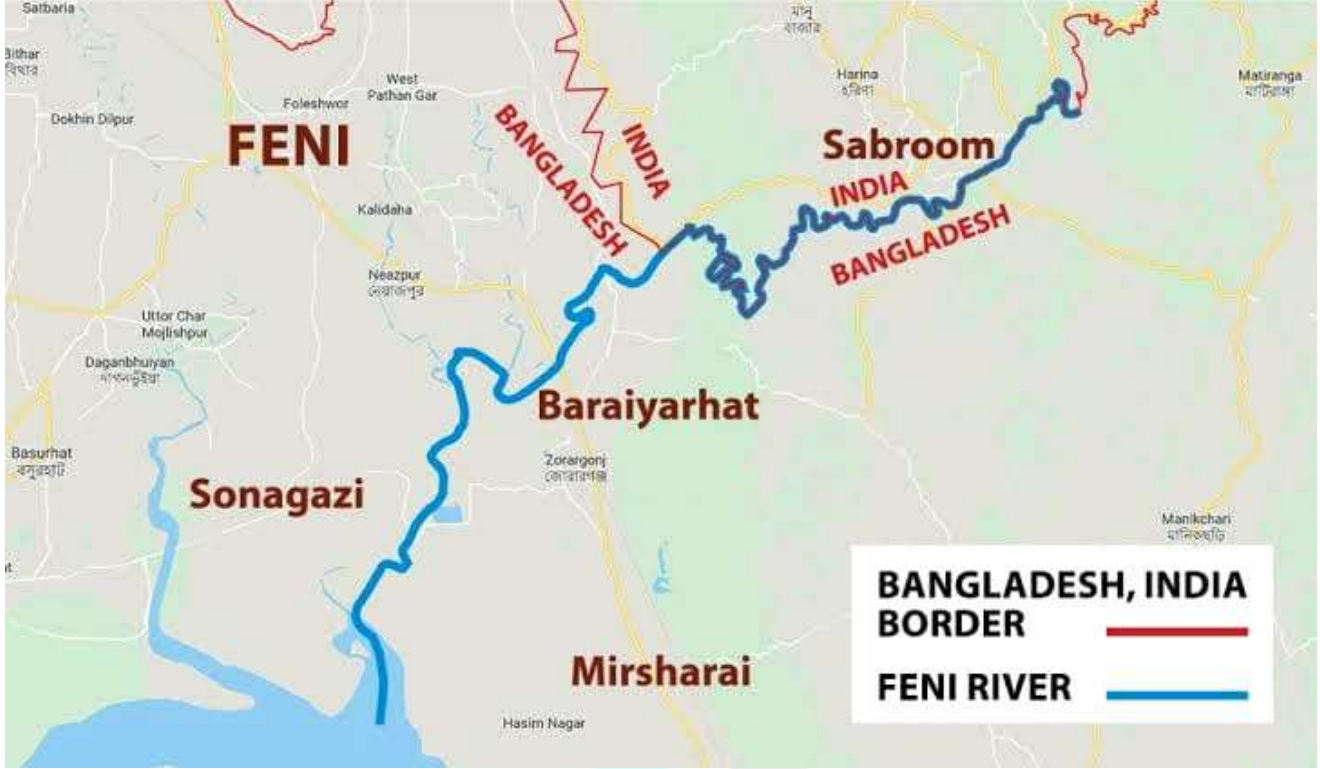 Satbaria
মনু
বাজার
Bithar
বিথার
West
Pathan Gar
Harina
হরিণা
Matiranga
মাটিরাঙ্গা
Foleshwor
Dokhin Dilpur
FENI
BANGLADESH
INDIA
Sabroom
INDIA
BANGLADESH
Kalidaha
Neazpur
নেয়াজপুর
Uttor Char
Mojlishpur
Daganbhuiyan
দাগনভূঁইয়া
Baraiyarhat
Basurhat
বসুরহাট
Zorargonj
জোরারগঞ্জ
Sonagazi
Manikchari
মানিকছড়ি
BANGLADESH, INDIA
BORDER
FENI RIVER
Mirsharai
Hasim Nagar